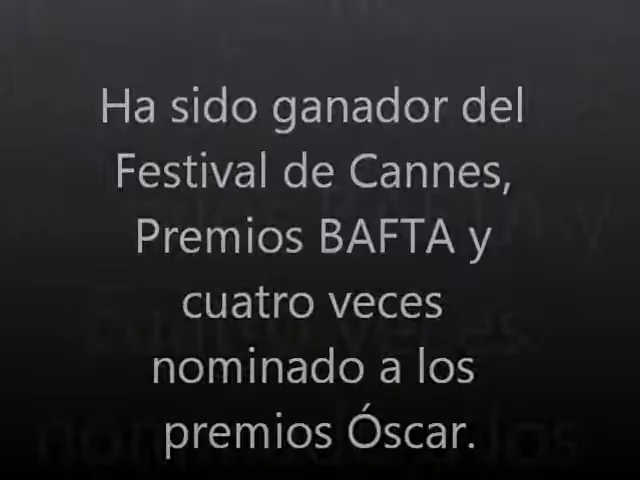 Ha sido ganador del
Festival de Cannes,
Premios BAFTA y
cuatro veces
nominado a los
premios Óscar.